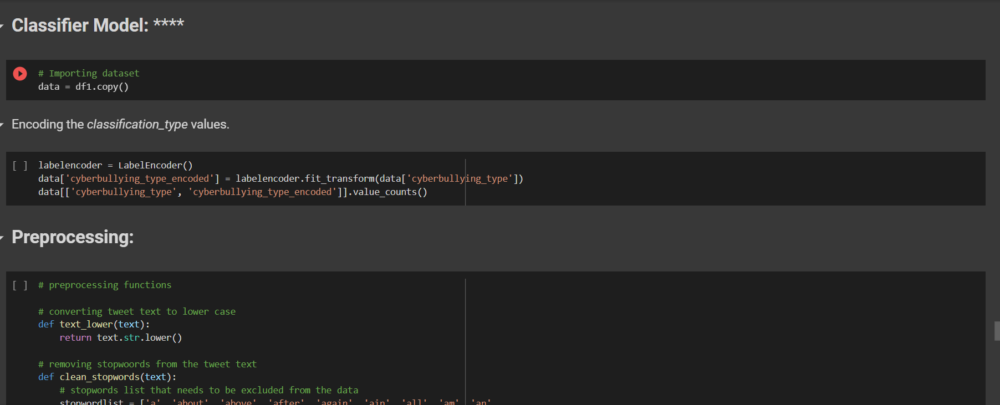 Classifier Model: ****
# Importing dataset
data = df1.copy()
Encoding the classification_type values.
[ ] labelencoder = LabelEncoder()
data['cyberbullying_type_encoded'] = labelencoder.fit_transform(data['cyberbullying_type'])
data[['cyberbullying_type', 'cyberbullying_type_encoded']].value_counts()
Preprocessing:
[ ] # preprocessing functions
# converting tweet text to lower case
def text_lower(text):
return text.str.lower()
# removing stopwoords from the tweet text
def clean_stopwords(text):
# stopwords list that needs to be excluded from the data
stopwordlist = ['a', 'about', 'above', 'after', 'again', 'ain', 'all', 'am', 'an',